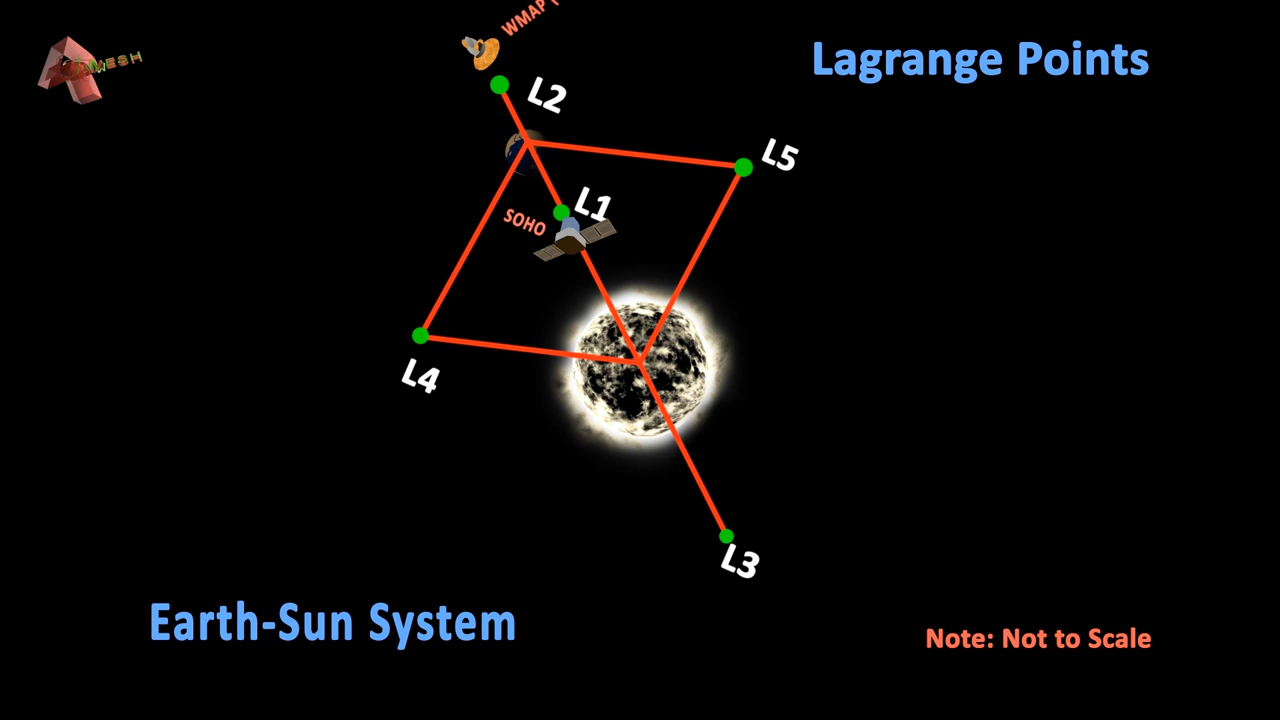 WMAP
Lagrange Points
L2
L5
L1
SOHO
L4
L3
Earth-Sun System
Note: Not to Scale